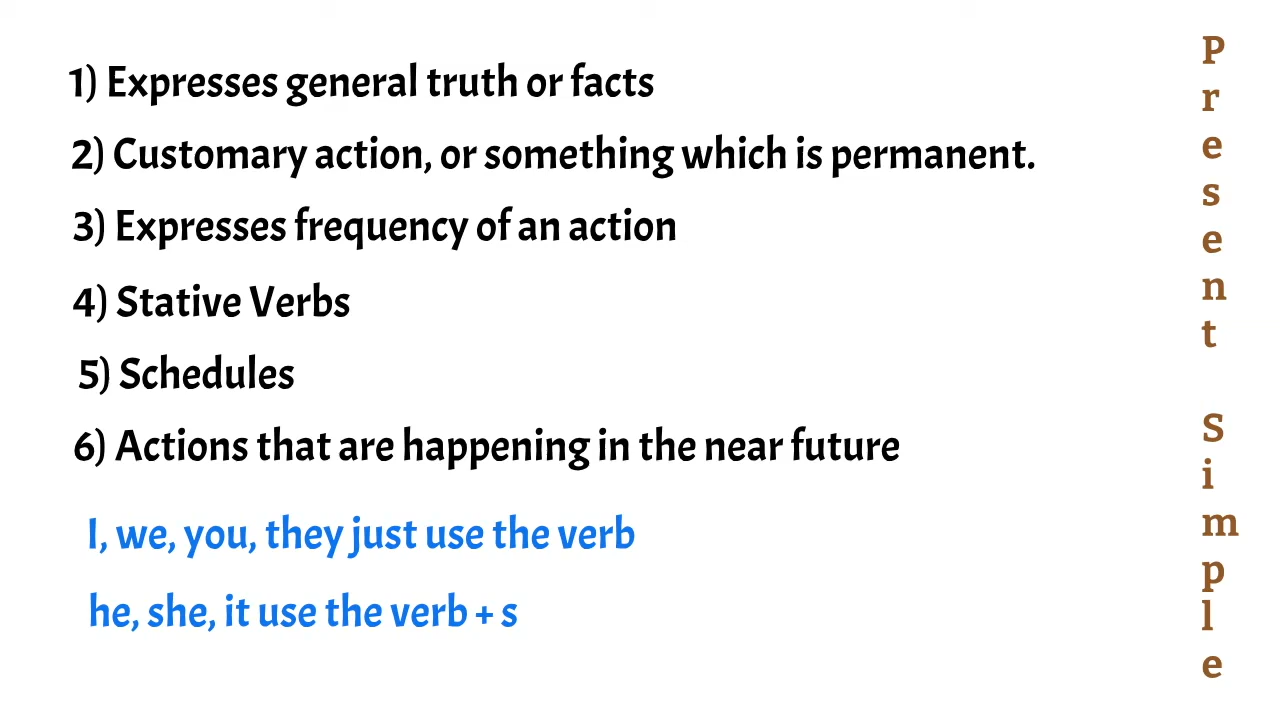 1) Expresses general truth or facts
2) Customary action, or something which is permanent.
3) Expresses frequency of an action
4) Stative Verbs
5) Schedules
6) Actions that are happening in the near future
I, we, you, they just use the verb
he, she, it use the verb + s
Present Simple